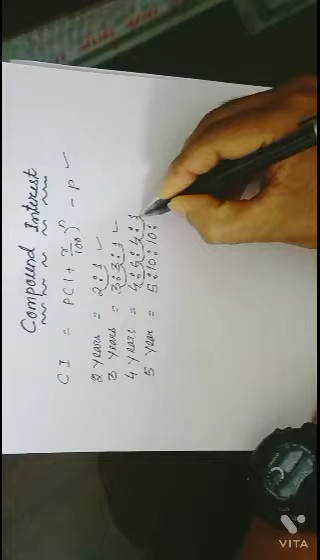 Compound Interest
CI = P(1 + r/100)^n - P ✓
2 years = 2:1 ✓
3 years = 3:3:1 ✓
4 years = 4:6:4:1
5 year = 5:10:10:
VITA